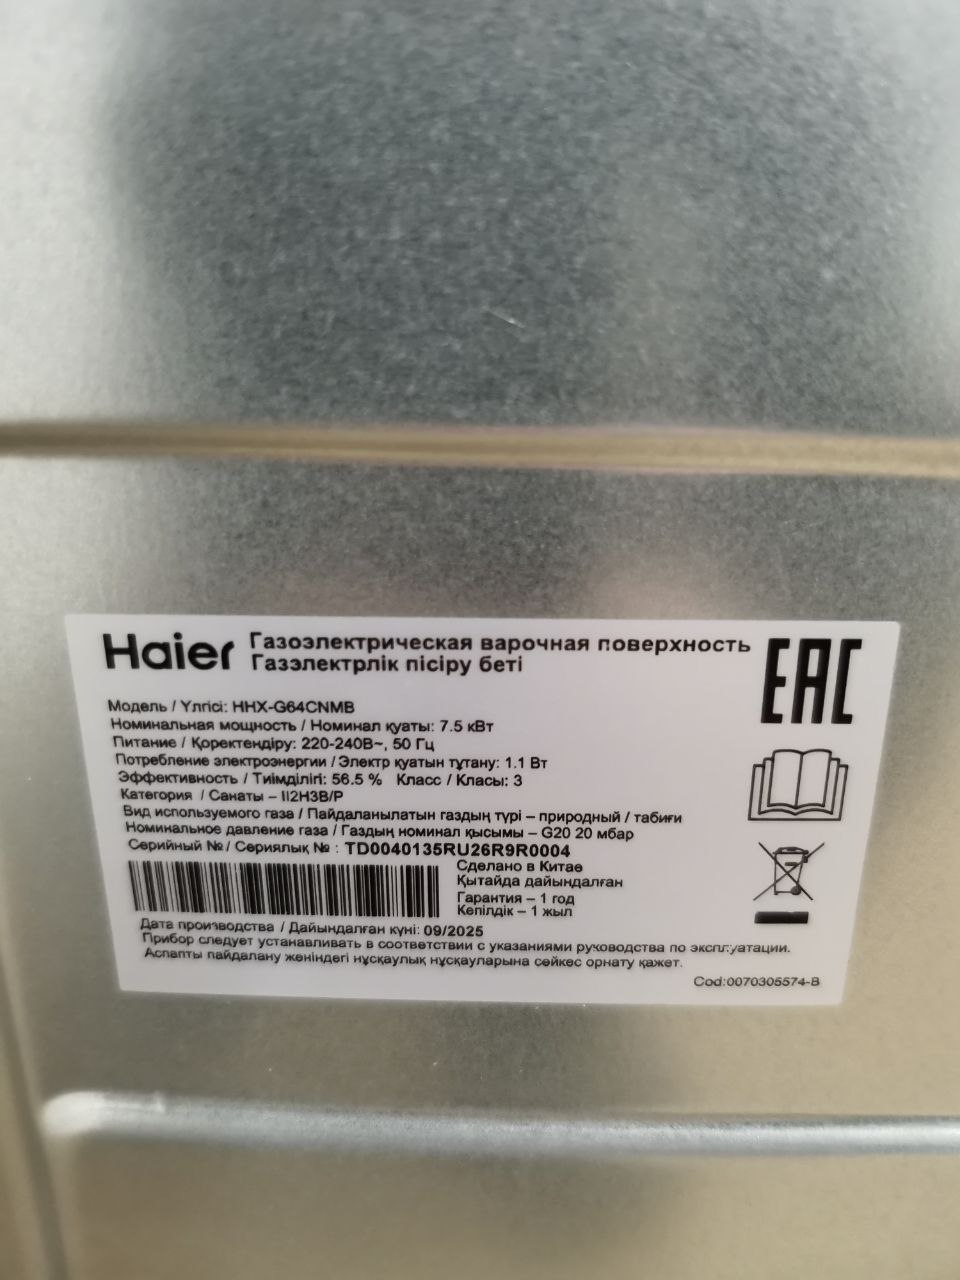 Haier Газоэлектрическая варочная поверхность
Газэлектрлік пісіру беті
EAC
Модель / Үлгісі: HHX-G64CNMB
Номинальная мощность / Номинал қуаты: 7.5 кВт
Питание / Қоректендіру: 220-240В~, 50 Гц
Потребление электроэнергии / Электр қуатын тұтану: 1.1 Вт
Эффективность / Тиімділігі: 56.5 % Класс / Класы: 3
Категория / Санаты – II2H3B/P
Вид используемого газа / Пайдаланылатын газдың түрі – природный / табиғи
Номинальное давление газа / Газдың номинал қысымы – G20 20 мбар
Серийный № / Сериялық № : TD0040135RU26R9R0004
Сделано в Китае
Қытайда дайындалған
Гарантия – 1 год
Кепілдік – 1 жыл
Дата производства / Дайындалған күні: 09/2025
Прибор следует устанавливать в соответствии с указаниями руководства по эксплуатации.
Аспапты пайдалану жөніндегі нұсқаулық нұсқауларына сәйкес орнату қажет.
Cod:0070305574-B